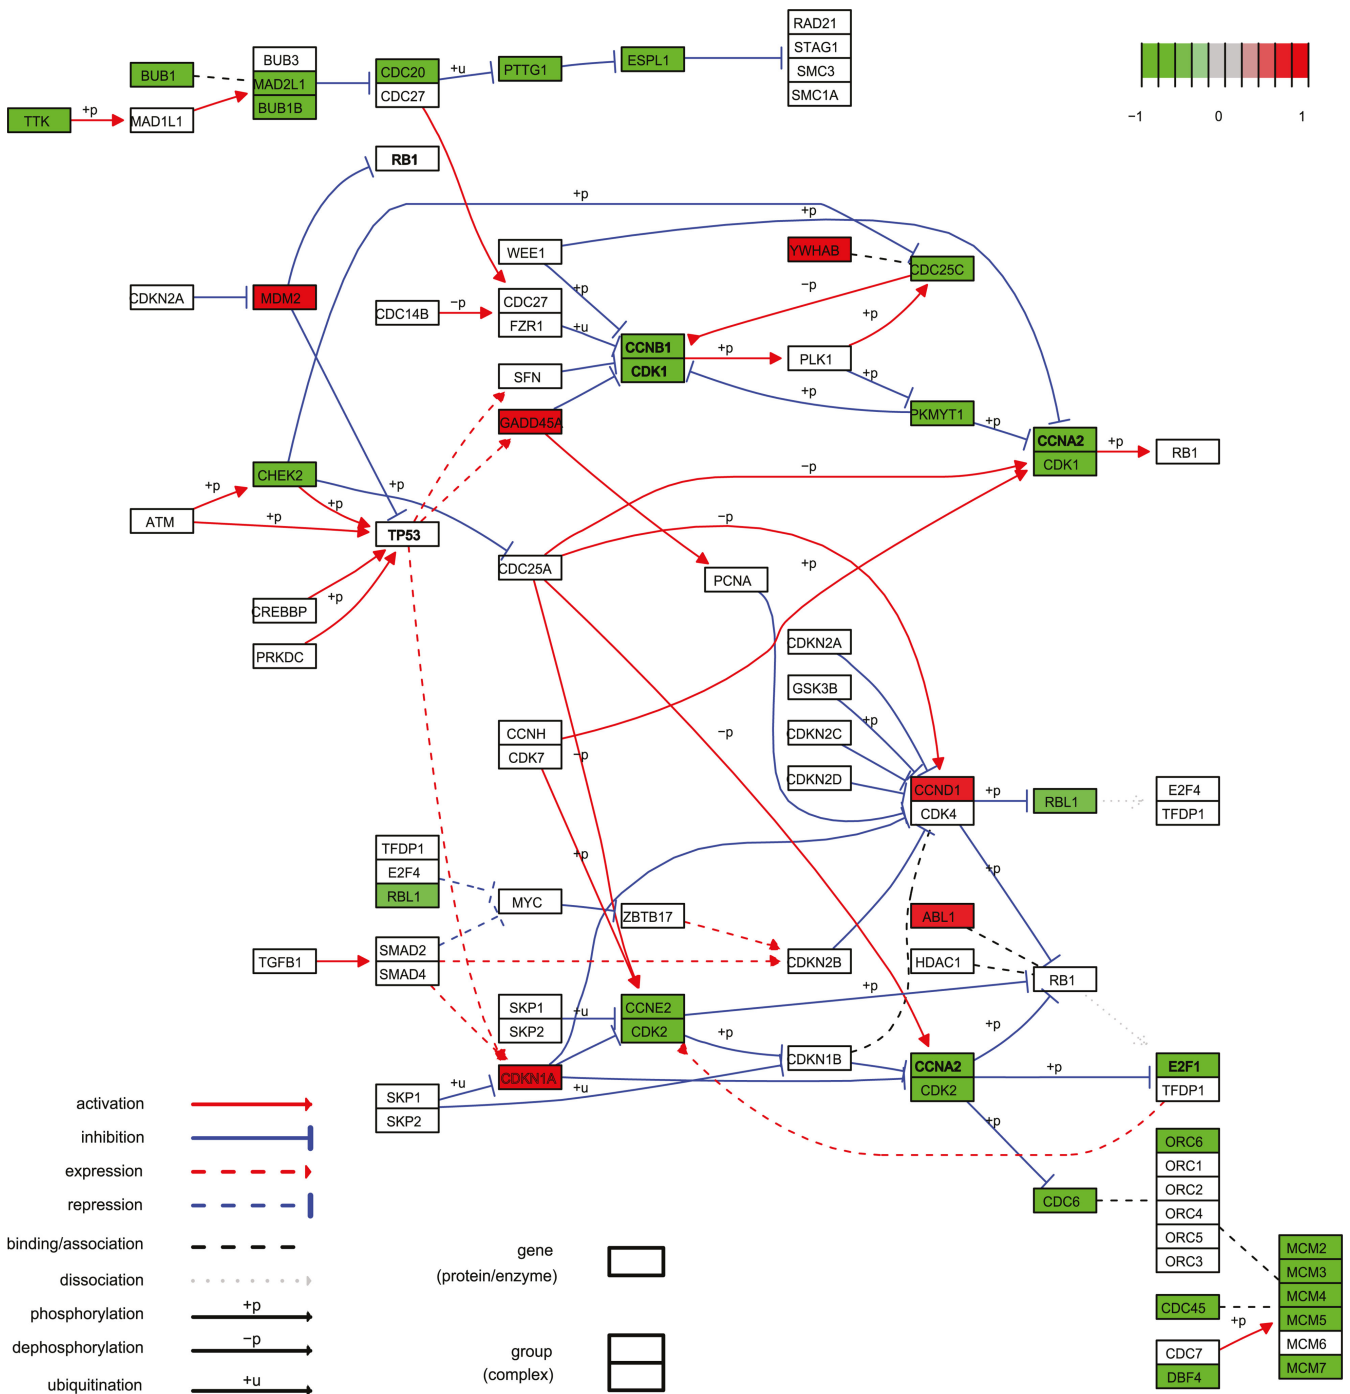 RAD21
STAG1
SMC3
SMC1A
BUB3
MAD2L1
BUB1B
BUB1
CDC20
CDC27
+u
PTTG1
ESPL1
−1
0
1
TTK
+p
MAD1L1
RB1
+p
+p
WEE1
YWHAB
CDC25C
CDKN2A
MDM2
CDC14B
−p
CDC27
FZR1
+p
+u
−p
+p
CCNB1
CDK1
+p
PLK1
SFN
+p
+p
GADD45A
PKMYT1
+p
CCNA2
CDK1
+p
RB1
CHEK2
+p
+p
+p
−p
ATM
+p
TP53
−p
CDC25A
+p
PCNA
CREBBP
+p
PRKDC
CDKN2A
GSK3B
+p
CDKN2C
CDKN2D
CCNH
CDK7
−p
−p
CCND1
CDK4
+p
RBL1
E2F4
TFDP1
+p
+p
TFDP1
E2F4
RBL1
MYC
ZBTB17
ABL1
TGFB1
SMAD2
SMAD4
CDKN2B
HDAC1
RB1
+p
SKP1
SKP2
+u
CCNE2
CDK2
+p
+p
CDKN1B
CDKN1A
CCNA2
CDK2
+p
E2F1
TFDP1
SKP1
SKP2
+u
+u
+p
ORC6
ORC1
ORC2
ORC4
ORC5
ORC3
CDC6
MCM2
MCM3
MCM4
MCM5
MCM6
MCM7
CDC45
+p
CDC7
DBF4
activation
inhibition
expression
repression
binding/association
dissociation
phosphorylation
+p
dephosphorylation
−p
ubiquitination
+u
gene
(protein/enzyme)
group
(complex)